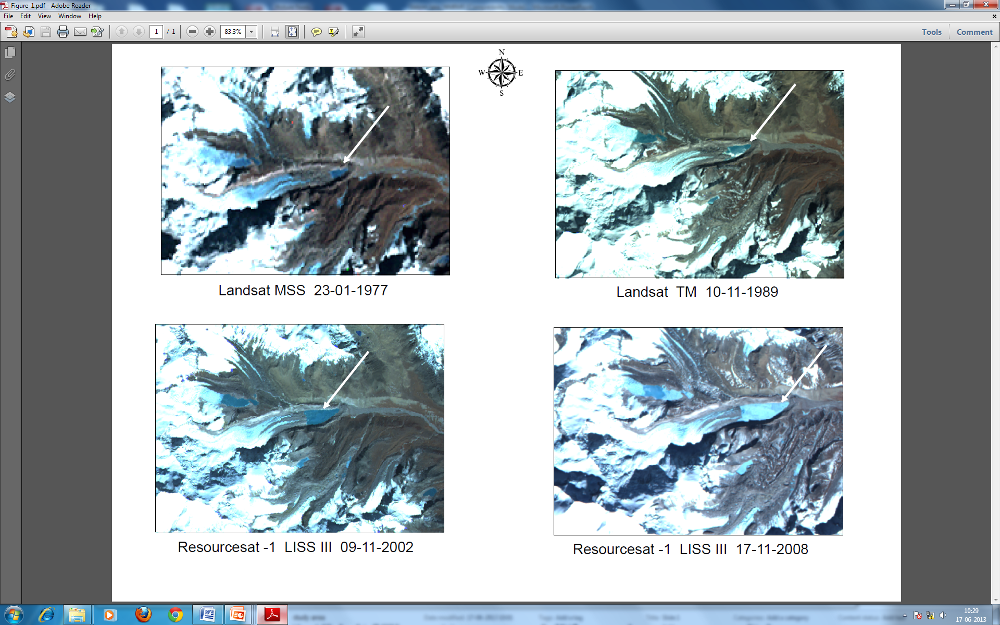 Figure-1.pdf - Adobe Reader
File Edit View Window Help
1 / 1 83.3% Tools Comment
N
W E
S
Landsat MSS 23-01-1977
Landsat TM 10-11-1989
Resourcesat -1 LISS III 09-11-2002
Resourcesat -1 LISS III 17-11-2008
10:29
17-06-2013